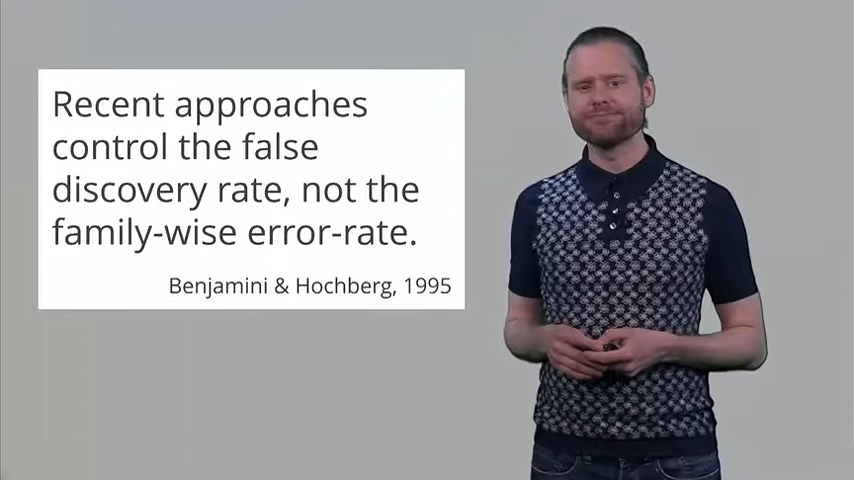 Recent approaches
control the false
discovery rate, not the
family-wise error-rate.
Benjamini & Hochberg, 1995